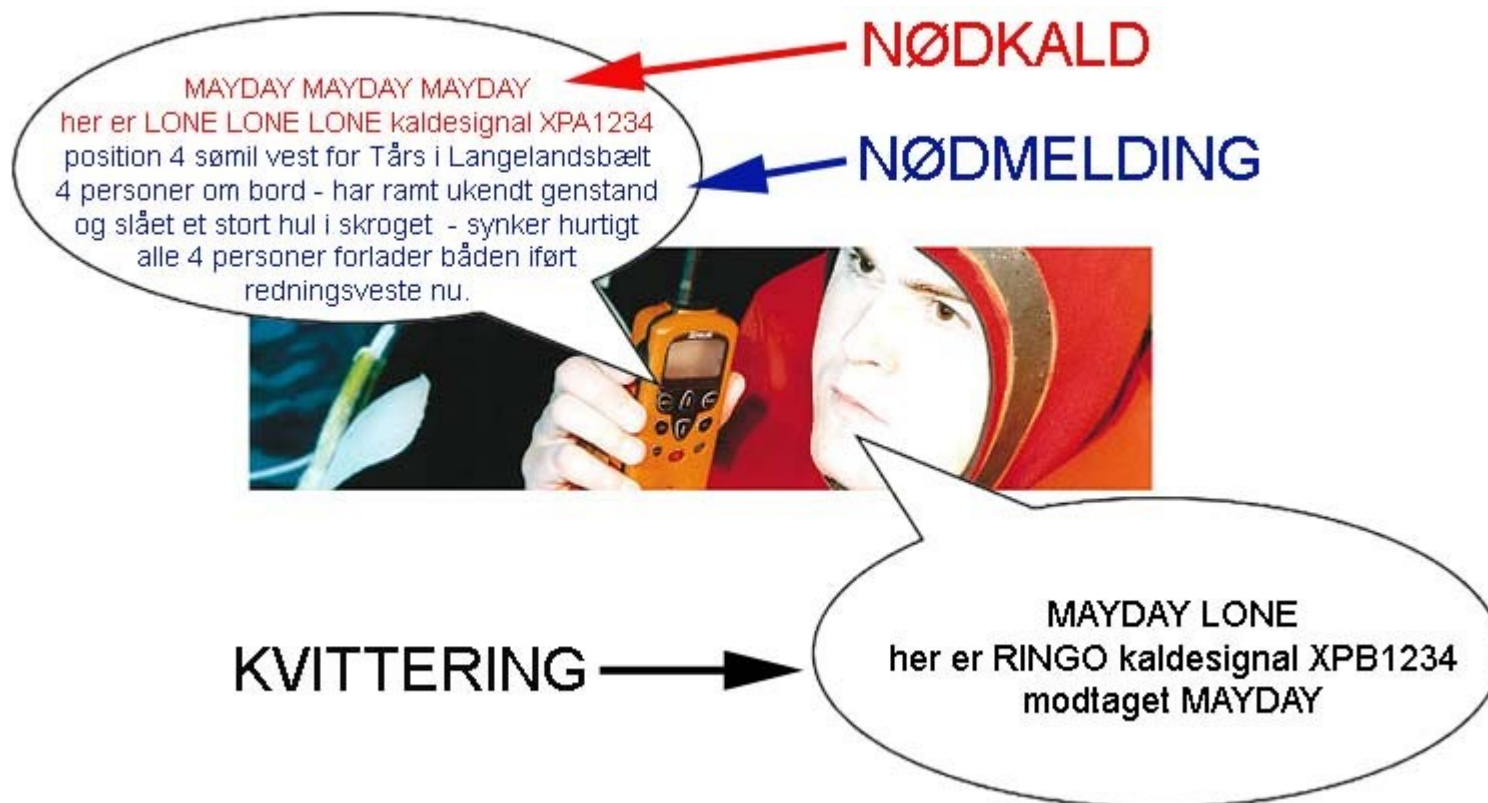 NØDKALD
MAYDAY MAYDAY MAYDAY
her er LONE LONE LONE kaldesignal XPA1234
position 4 sømil vest for Tårs i Langelandsbælt
4 personer om bord - har ramt ukendt genstand
og slået et stort hul i skroget - synker hurtigt
alle 4 personer forlader båden iført
redningsveste nu.
NØDMELDING
KVITTERING
MAYDAY LONE
her er RINGO kaldesignal XPB1234
modtaget MAYDAY